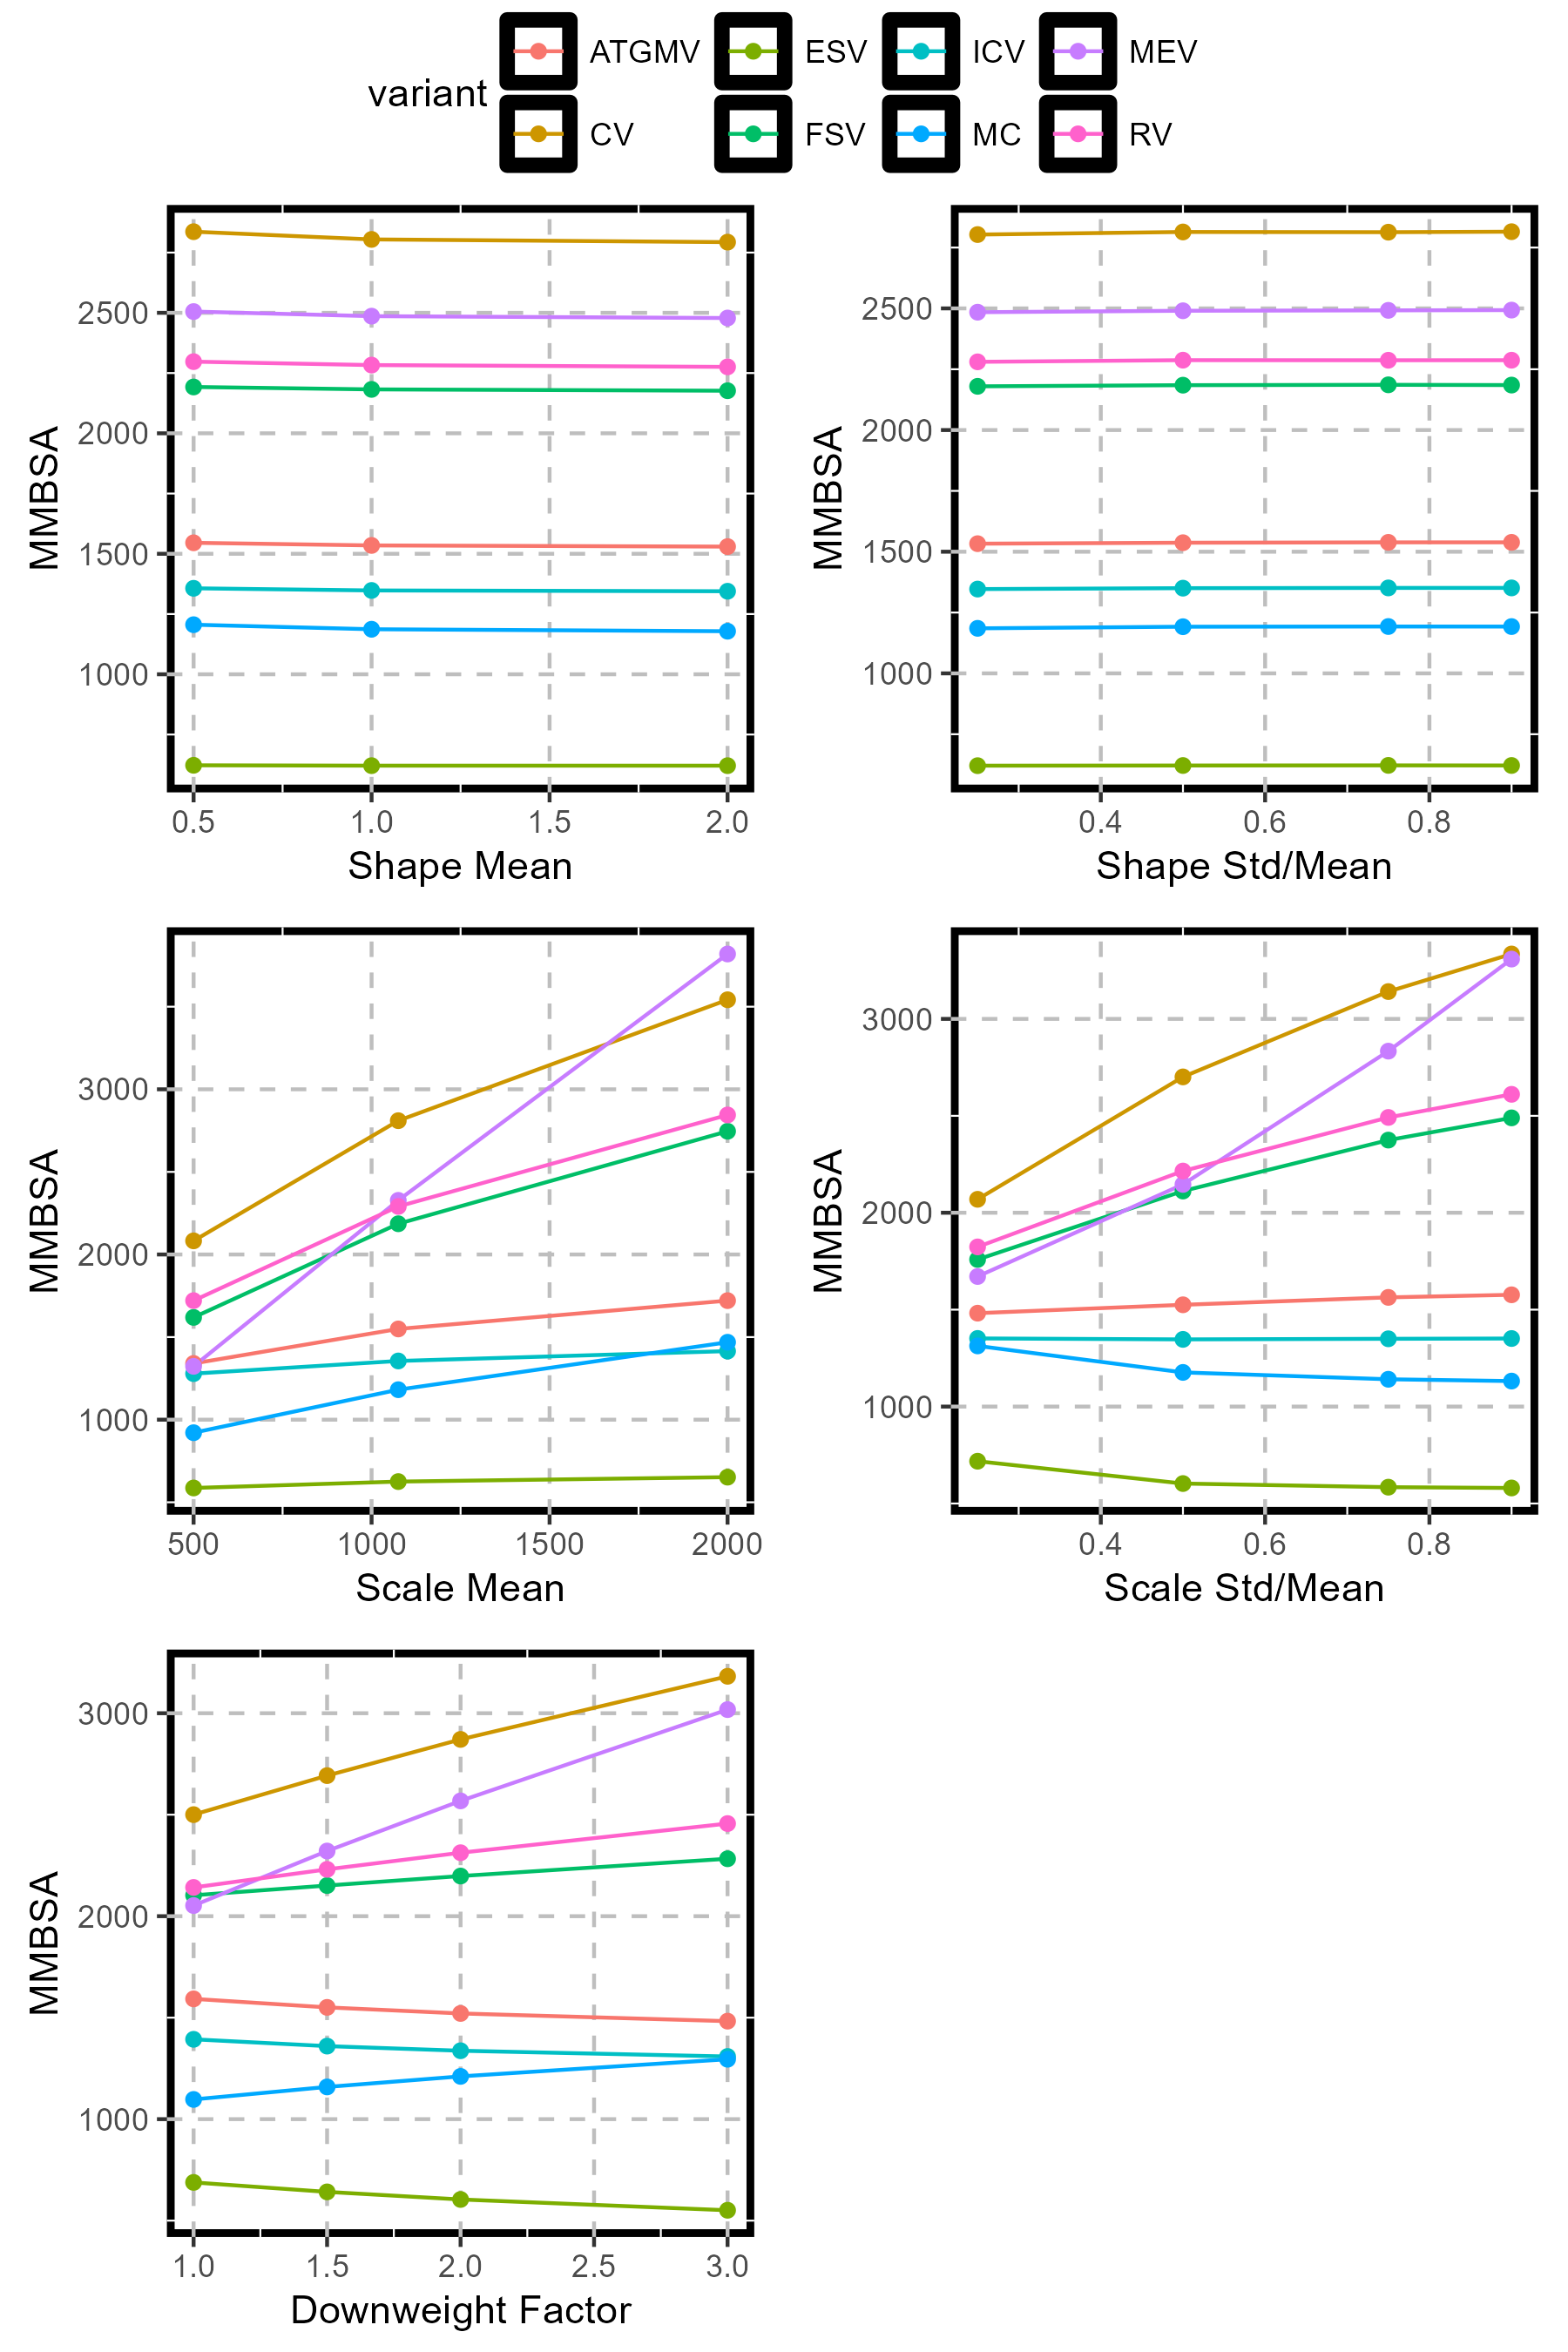 variant
ATGMV ESV ICV MEV
CV FSV MC RV
MMBSA
2500
2000
1500
1000
0.5 1.0 1.5 2.0
Shape Mean
MMBSA
2500
2000
1500
1000
0.4 0.6 0.8
Shape Std/Mean
MMBSA
3000
2000
1000
500 1000 1500 2000
Scale Mean
MMBSA
3000
2000
1000
0.4 0.6 0.8
Scale Std/Mean
MMBSA
3000
2000
1000
1.0 1.5 2.0 2.5 3.0
Downweight Factor